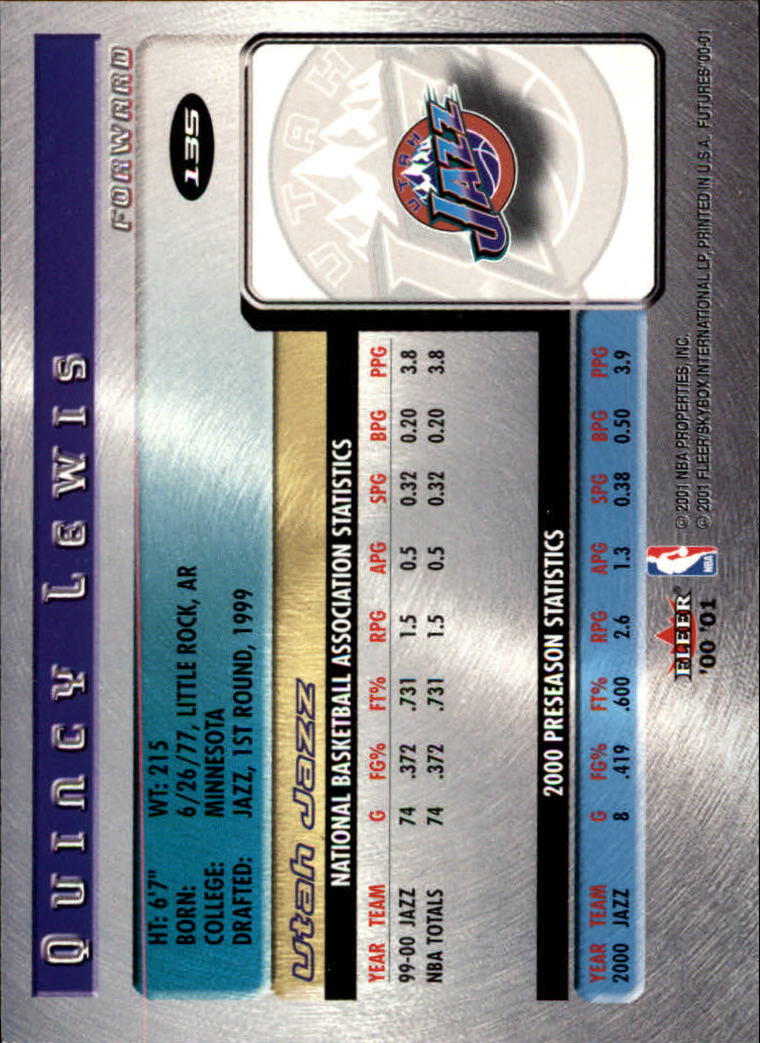 QUINCY LEWIS
FORWARD
135
HT: 6'7" WT: 215
BORN: 6/26/77, LITTLE ROCK, AR
COLLEGE: MINNESOTA
DRAFTED: JAZZ, 1ST ROUND, 1999
UTAH
JAZZ
UTAH
Utah Jazz
NATIONAL BASKETBALL ASSOCIATION STATISTICS
YEAR TEAM G FG% FT% RPG APG SPG BPG PPG
99-00 JAZZ 74 .372 .731 1.5 0.5 0.32 0.20 3.8
NBA TOTALS 74 .372 .731 1.5 0.5 0.32 0.20 3.8
2000 PRESEASON STATISTICS
YEAR TEAM G FG% FT% RPG APG SPG BPG PPG
2000 JAZZ 8 .419 .600 2.6 1.3 0.38 0.50 3.9
FLEER®
'00 '01
NBA
© 2001 NBA PROPERTIES, INC.
© 2001 FLEER/SKYBOX INTERNATIONAL LP, PRINTED IN U.S.A. FUTURES'00-01